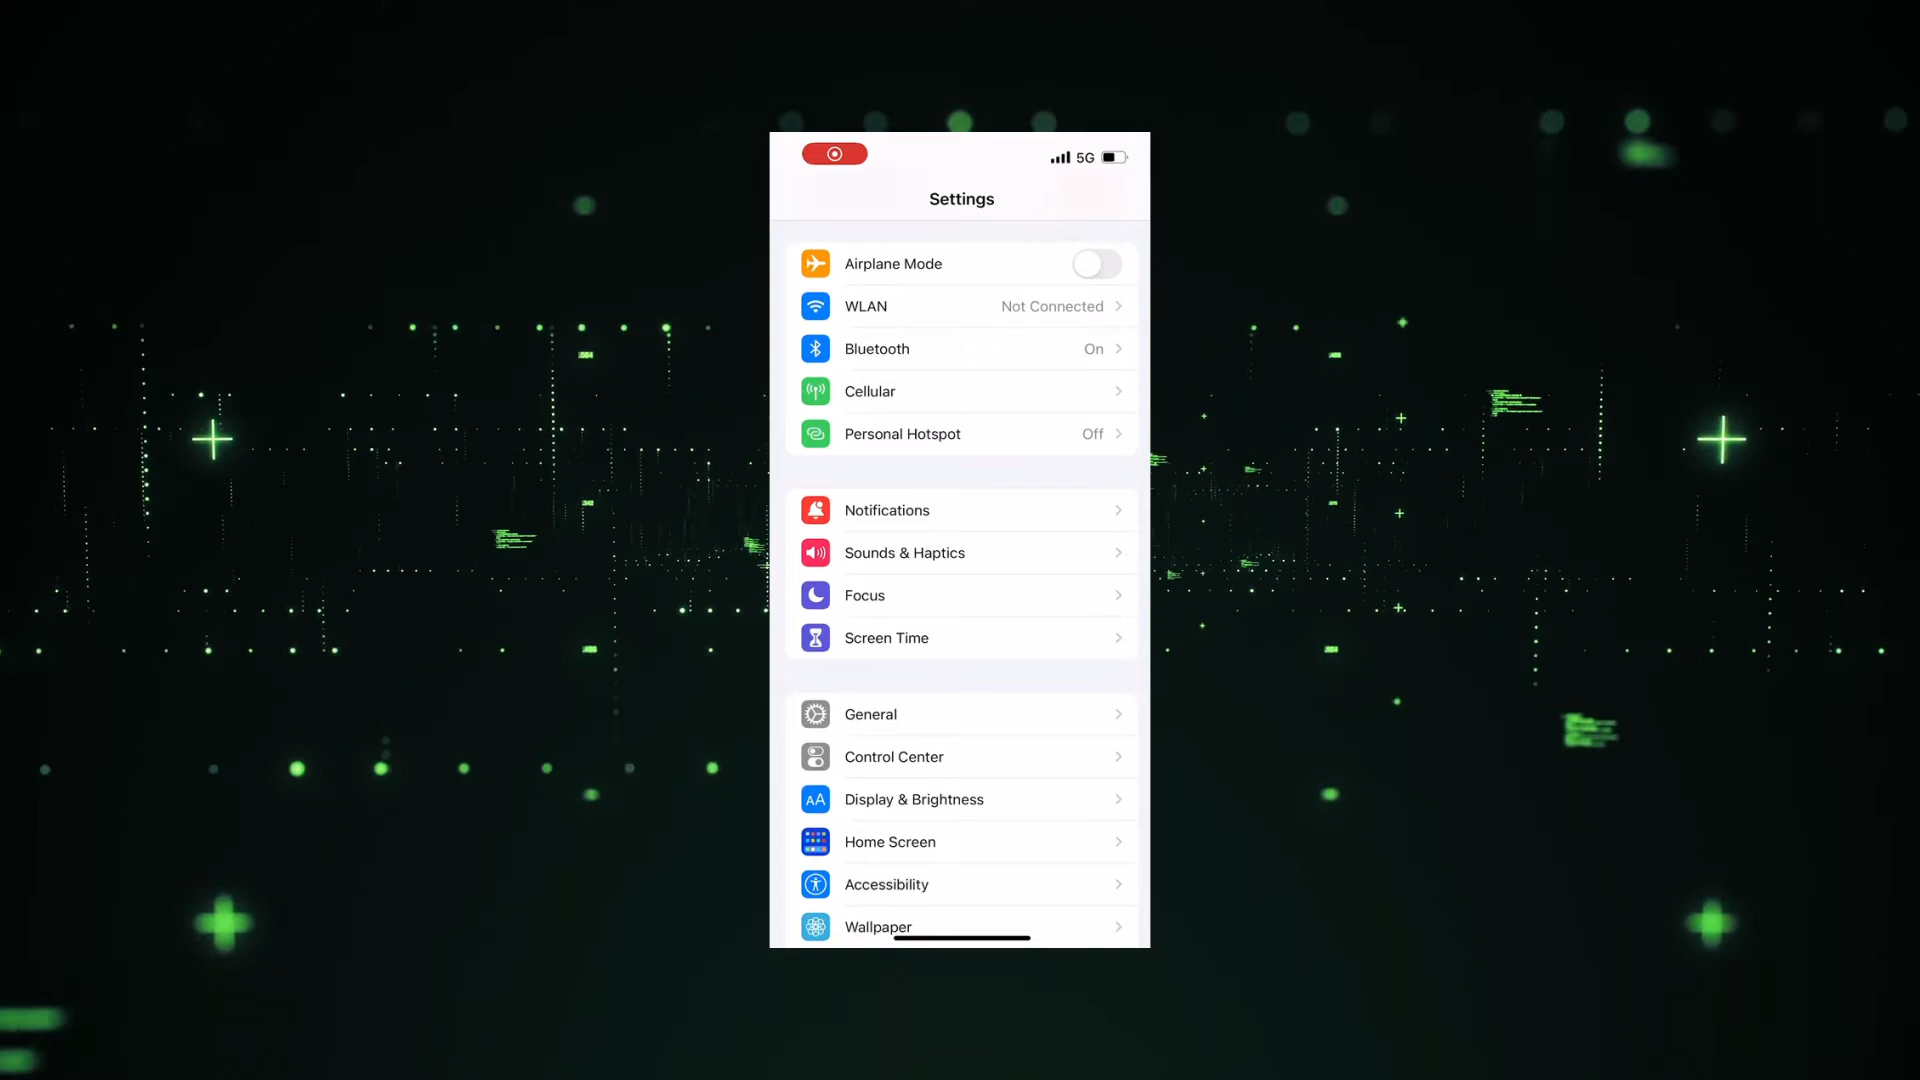 5G
Settings
Airplane Mode
WLAN Not Connected
Bluetooth On
Cellular
Personal Hotspot Off
Notifications
Sounds & Haptics
Focus
Screen Time
General
Control Center
AA Display & Brightness
Home Screen
Accessibility
Wallpaper